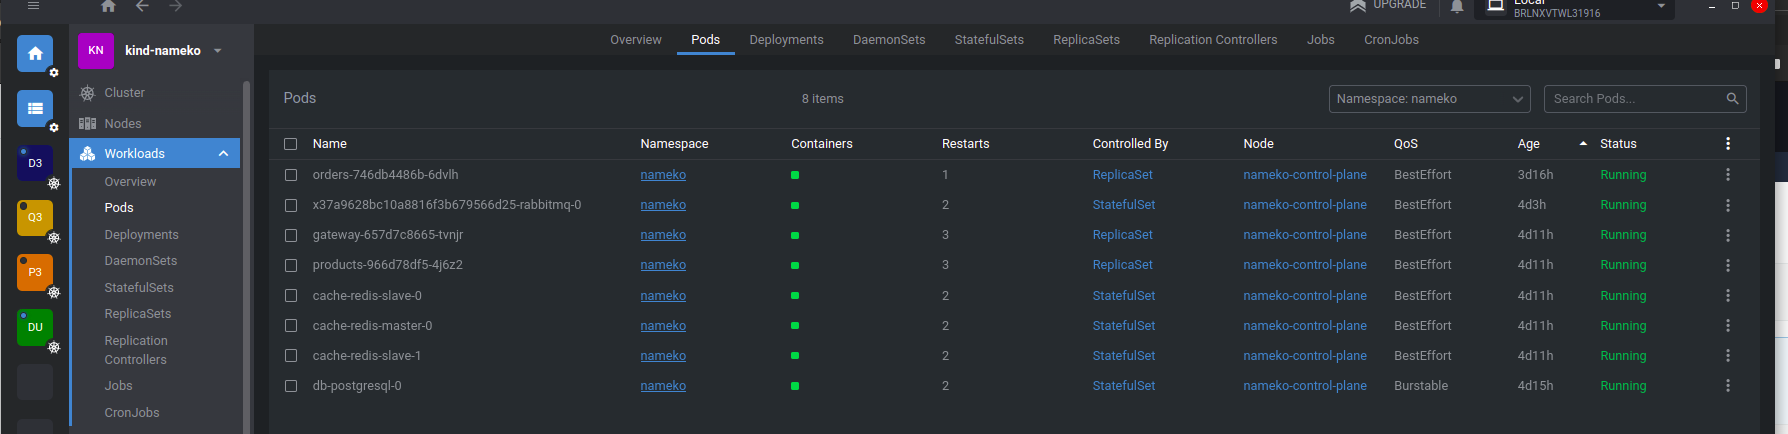 UPGRADE
Local
BRLNXVTWL31916
KN kind-nameko
Cluster
Nodes
Workloads
Overview
Pods
Deployments
DaemonSets
StatefulSets
ReplicaSets
Replication
Controllers
Jobs
CronJobs
D3
Q3
P3
DU
Overview Pods Deployments DaemonSets StatefulSets ReplicaSets Replication Controllers Jobs CronJobs
Pods 8 items Namespace: nameko Search Pods...
Name Namespace Containers Restarts Controlled By Node QoS Age Status
orders-746db4486b-6dvlh nameko 1 ReplicaSet nameko-control-plane BestEffort 3d16h Running
x37a9628bc10a8816f3b679566d25-rabbitmq-0 nameko 2 StatefulSet nameko-control-plane BestEffort 4d3h Running
gateway-657d7c8665-tvnjr nameko 3 ReplicaSet nameko-control-plane BestEffort 4d11h Running
products-966d78df5-4j6z2 nameko 3 ReplicaSet nameko-control-plane BestEffort 4d11h Running
cache-redis-slave-0 nameko 2 StatefulSet nameko-control-plane BestEffort 4d11h Running
cache-redis-master-0 nameko 2 StatefulSet nameko-control-plane BestEffort 4d11h Running
cache-redis-slave-1 nameko 2 StatefulSet nameko-control-plane BestEffort 4d11h Running
db-postgresql-0 nameko 2 StatefulSet nameko-control-plane Burstable 4d15h Running